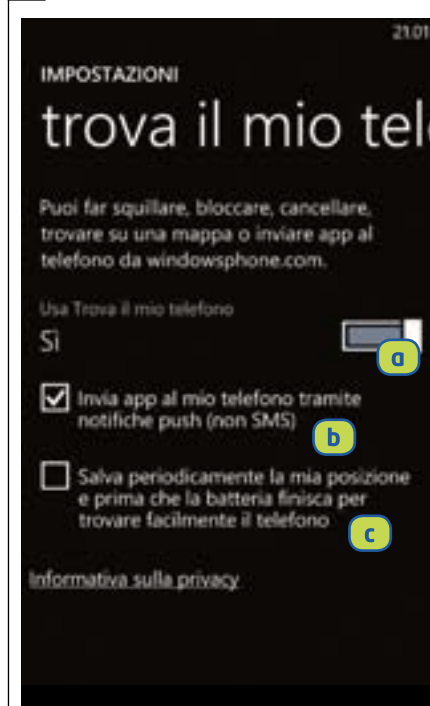 21.01
IMPOSTAZIONI
trova il mio tele
Puoi far squillare, bloccare, cancellare,
trovare su una mappa o inviare app al
telefono da windowsphone.com.
Usa Trova il mio telefono
Sì
a
Invia app al mio telefono tramite
notifiche push (non SMS)
b
Salva periodicamente la mia posizione
e prima che la batteria finisca per
trovare facilmente il telefono
c
Informativa sulla privacy